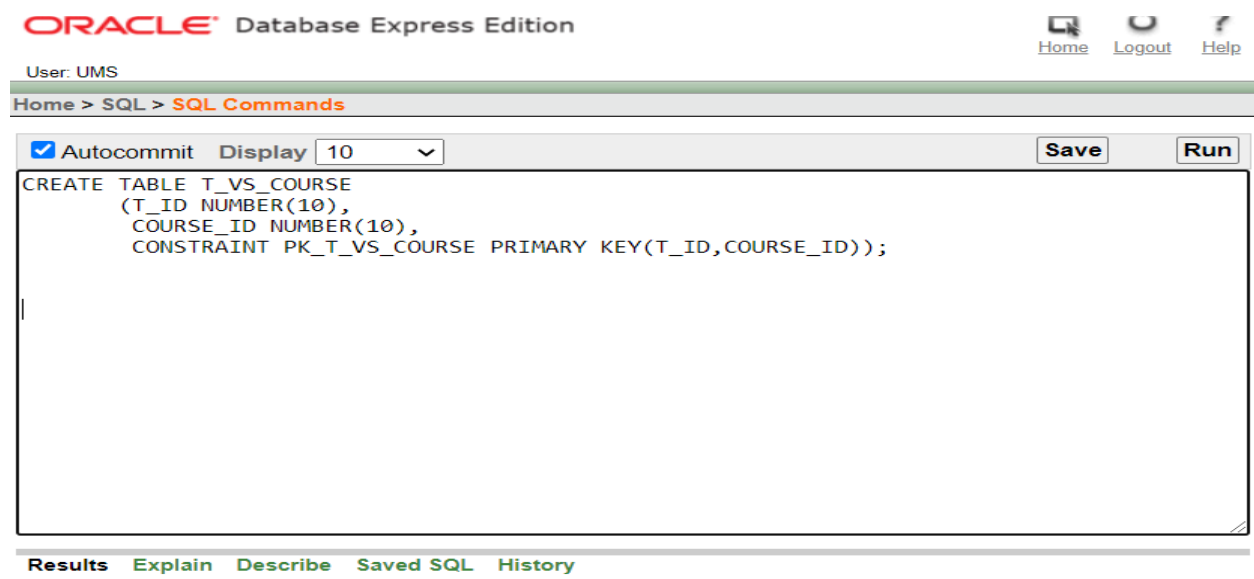 ORACLE Database Express Edition
Home Logout Help
User: UMS
Home > SQL > SQL Commands
Autocommit Display 10 Save Run
CREATE TABLE T_VS_COURSE
(T_ID NUMBER(10),
COURSE_ID NUMBER(10),
CONSTRAINT PK_T_VS_COURSE PRIMARY KEY(T_ID,COURSE_ID));
Results Explain Describe Saved SQL History